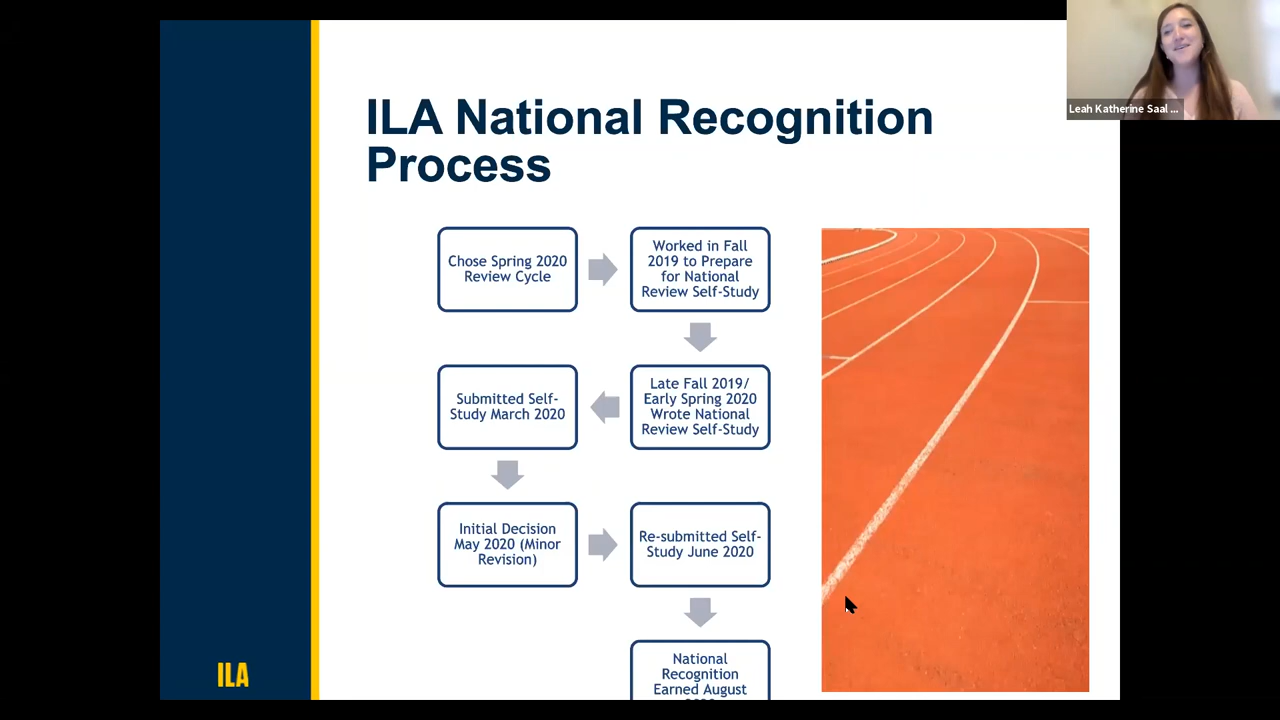 ILA National Recognition
Process
Leah Katherine Saal ...
Chose Spring 2020
Review Cycle
Worked in Fall
2019 to Prepare
for National
Review Self-Study
Late Fall 2019/
Early Spring 2020
Wrote National
Review Self-Study
Submitted Self-
Study March 2020
Initial Decision
May 2020 (Minor
Revision)
Re-submitted Self-
Study June 2020
National
Recognition
Earned August
ILA